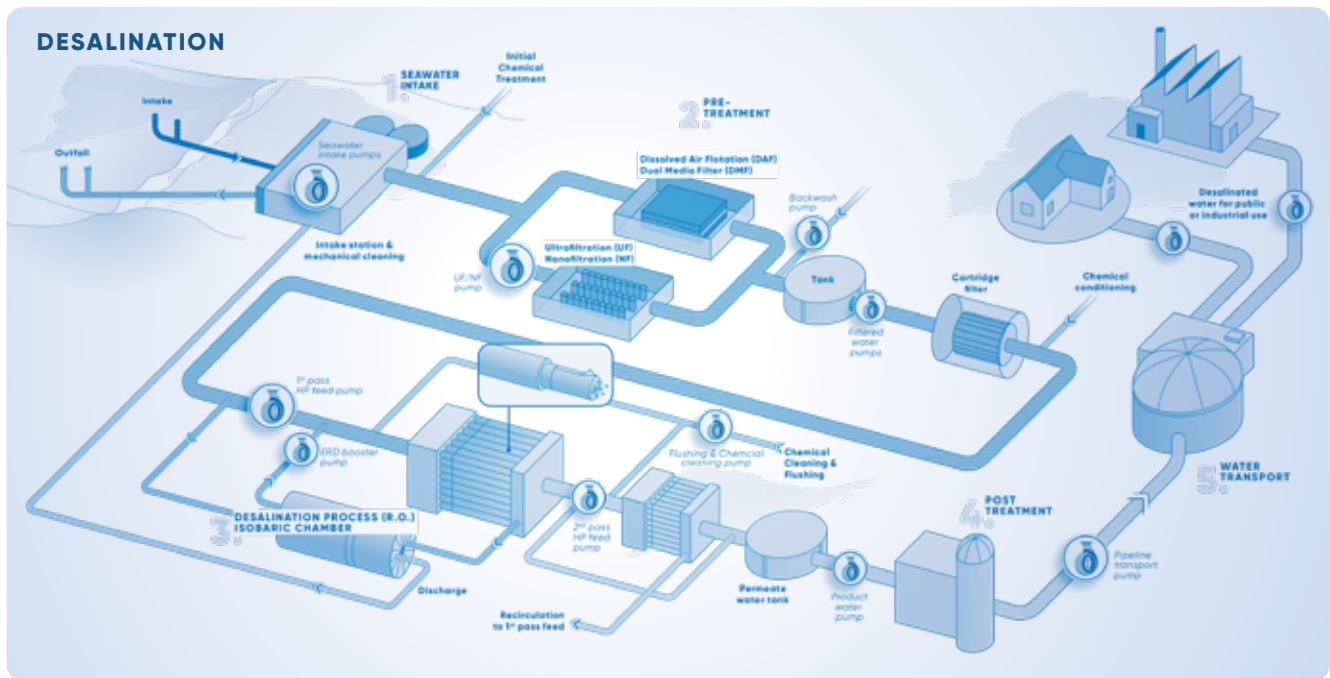 DESALINATION
1.
SEAWATER
INTAKE
Initial
Chemical
Treatment
Intake
Outfall
Seawater
intake pumps
Intake station &
mechanical cleaning
2.
PRE-
TREATMENT
Dissolved Air Flotation (DAF)
Dual Media Filter (DMF)
Backwash
pump
Ultrafiltration (UF)
Nanofiltration (NF)
UF/NF
pump
Tank
Filtered
water
pumps
Cartridge
filter
Chemical
conditioning
Desalinated
water for public
or industrial use
1st pass
HP feed pump
ERD booster
pump
Flushing & Chemcial
cleaning pump
Chemical
Cleaning &
Flushing
3.
DESALINATION PROCESS (R.O.)
ISOBARIC CHAMBER
2nd pass
HP feed
pump
Discharge
Recirculation
to 1st pass feed
Permeate
water tank
Product
water
pump
4.
POST
TREATMENT
Pipeline
transport
pump
5.
WATER
TRANSPORT